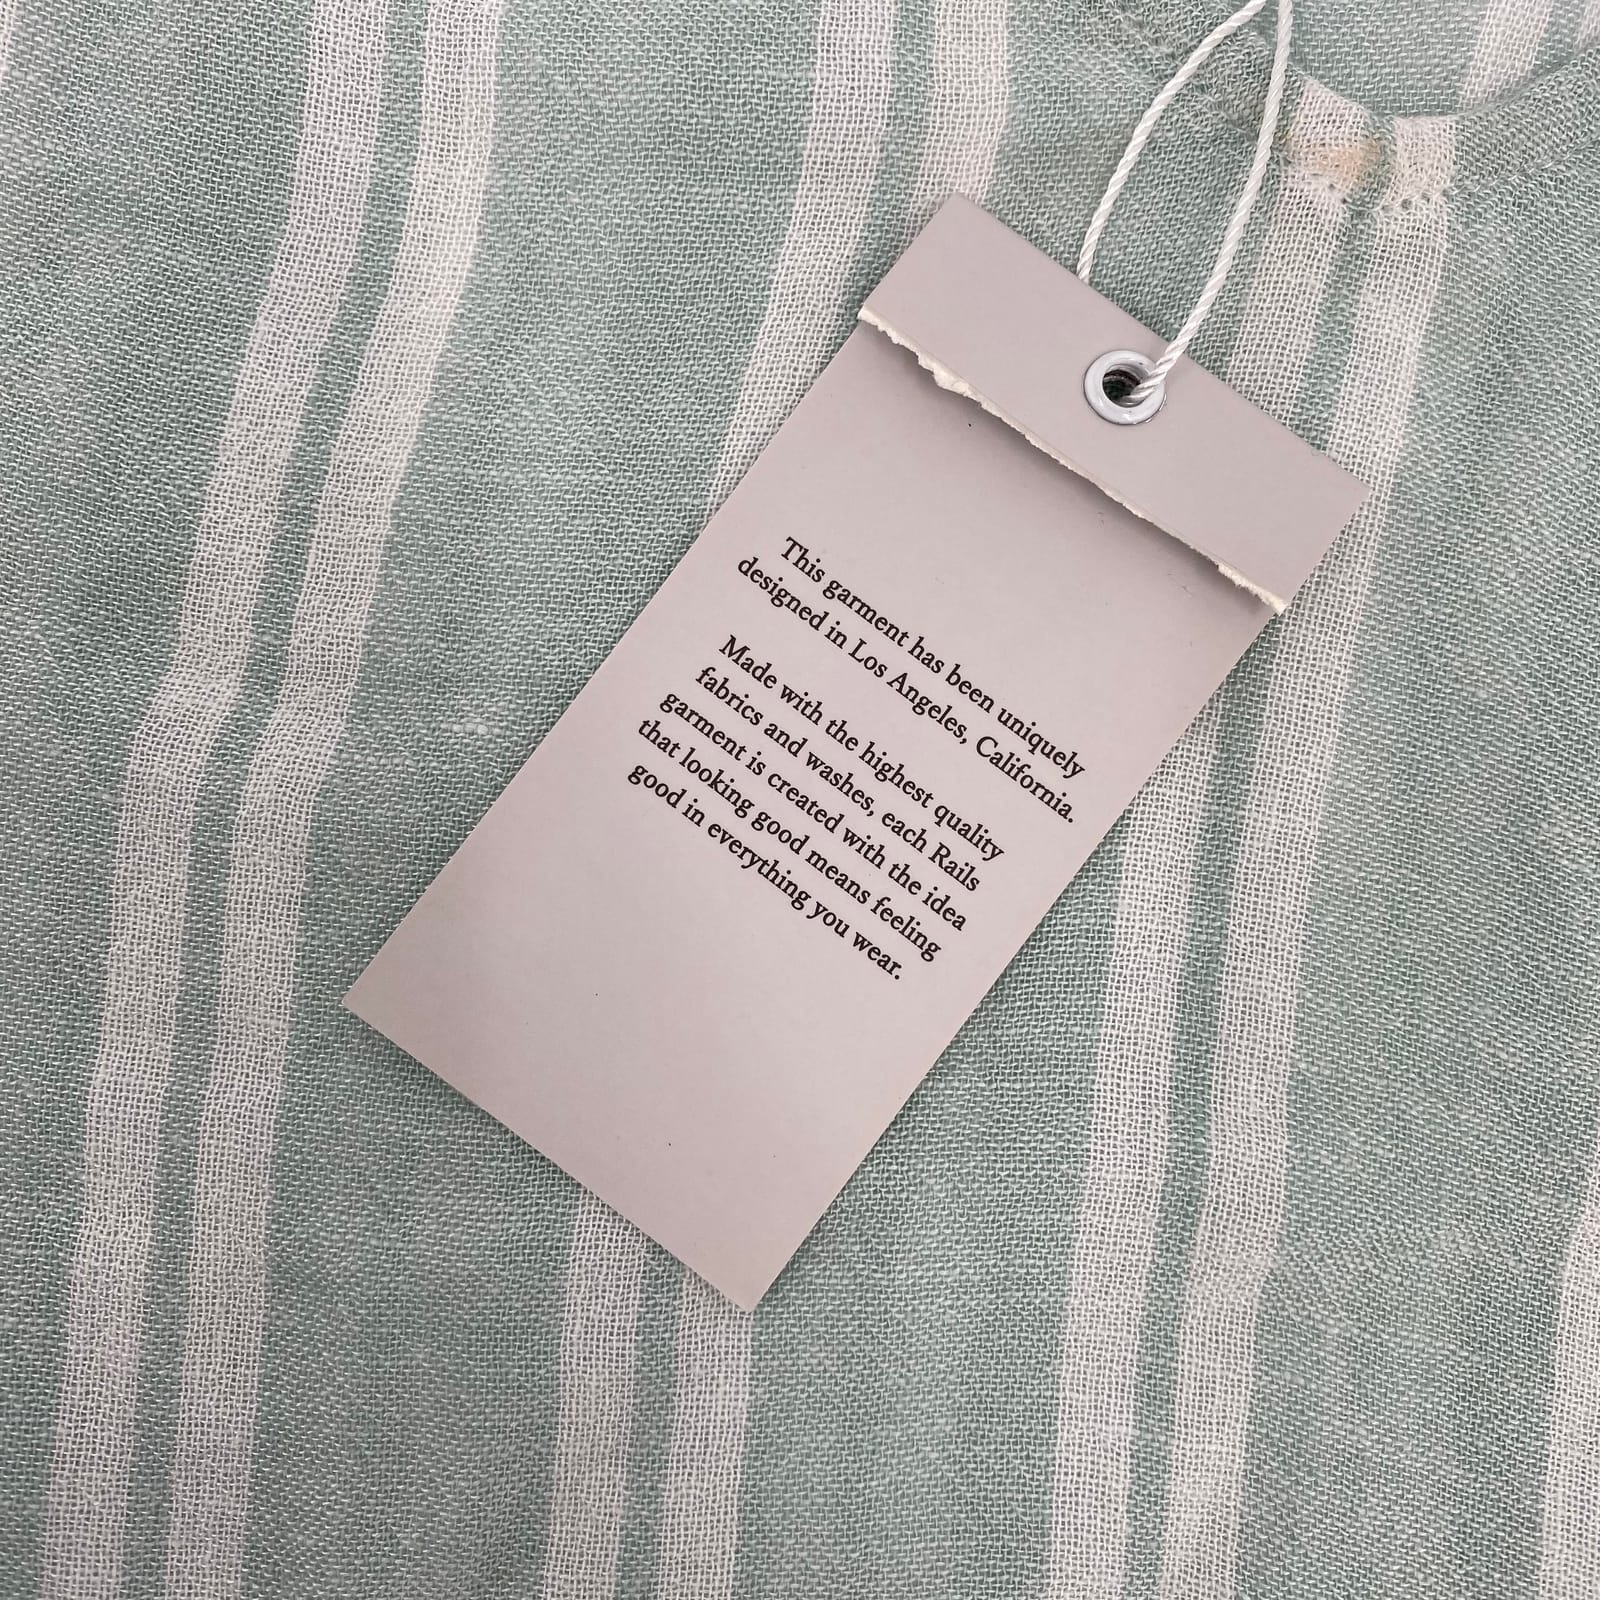 This garment has been uniquely
designed in Los Angeles, California.
Made with the highest quality
fabrics and washes, each Rails
garment is created with the idea
that looking good means feeling
good in everything you wear.